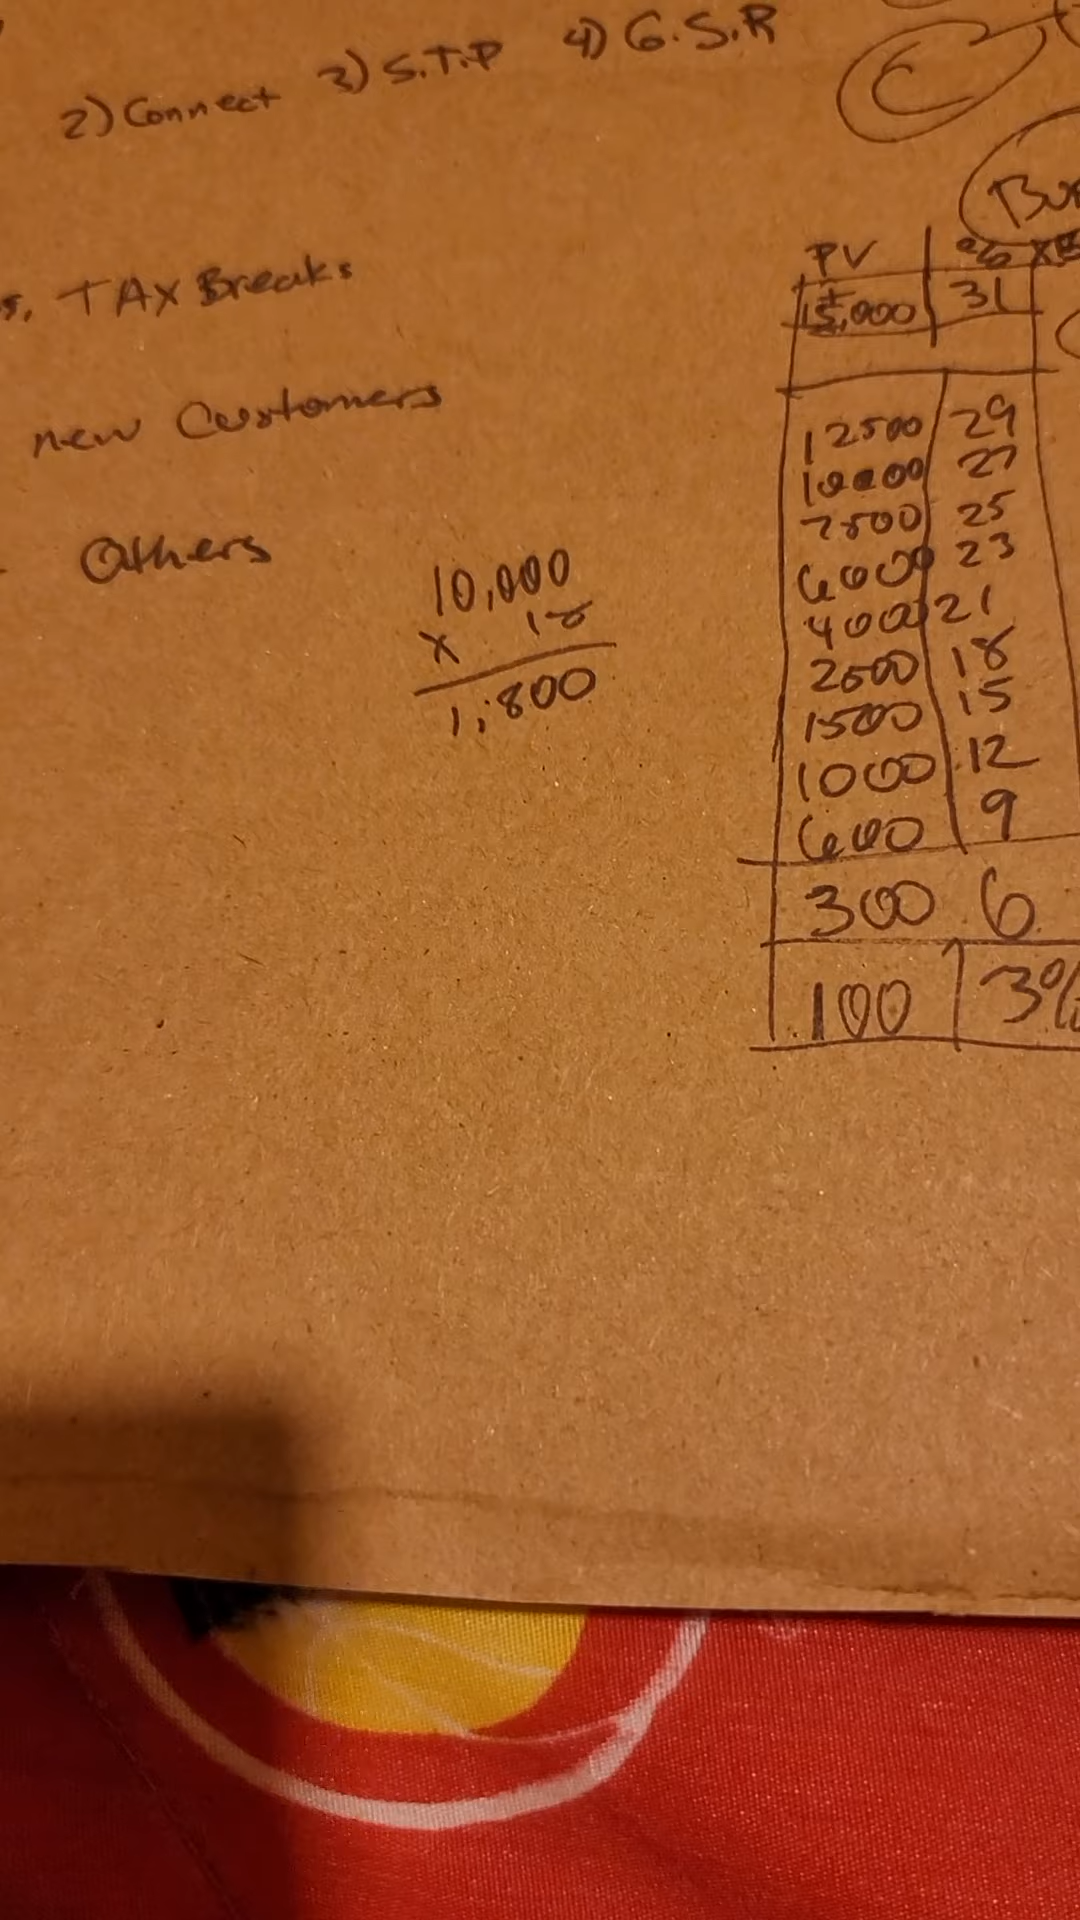 2) Connect 3) S.T.P 4) G.S.R
C
PV %
15,000 31
TAX Breaks
new Customers
Others
10,000
x 18
1,800
12500 29
10000 27
7500 25
6000 23
4000 21
2500 18
1500 15
1000 12
600 9
300 6
100 3%